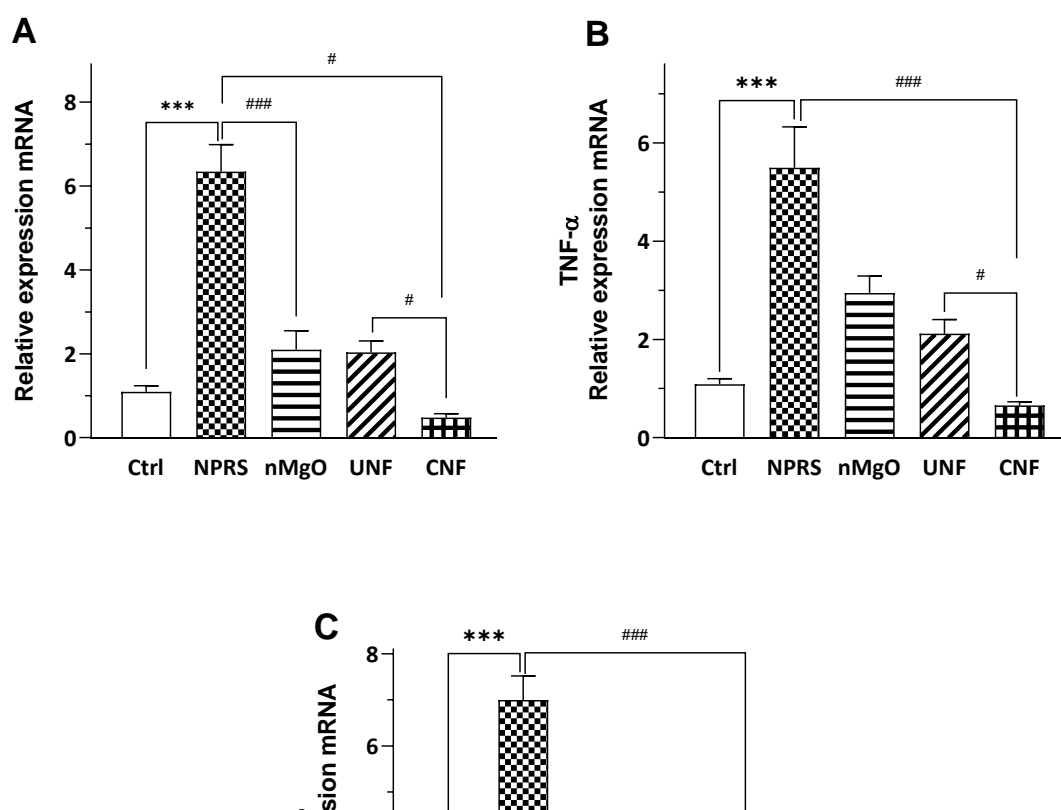 A
#
***
###
8
6
#
4
2
0
Relative expression mRNA
Ctrl NPRS nMgO UNF CNF
B
***
###
6
4
#
2
0
TNF-α
Relative expression mRNA
Ctrl NPRS nMgO UNF CNF
C
***
###
8
6
mRNA